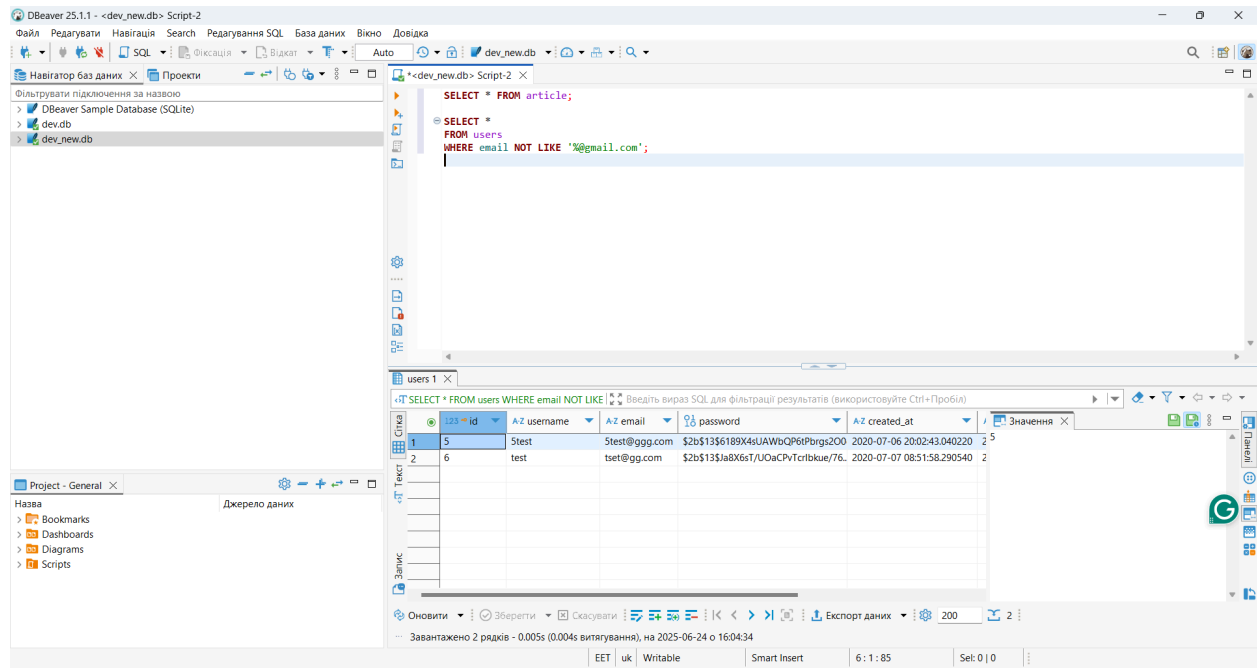 DBeaver 25.1.1 - <dev_new.db> Script-2
Файл Редагувати Навігація Search Редагування SQL База даних Вікно Довідка
SQL Фіксація Відкат Auto dev_new.db
Навігатор баз даних Проекти
Фільтрувати підключення за назвою
DBeaver Sample Database (SQLite)
dev.db
dev_new.db
*<dev_new.db> Script-2
SELECT * FROM article;
SELECT *
FROM users
WHERE email NOT LIKE '%@gmail.com';
Project - General
Назва Джерело даних
Bookmarks
Dashboards
Diagrams
Scripts
users 1
SELECT * FROM users WHERE email NOT LIKE Введіть вираз SQL для фільтрації результатів (використовуйте Ctrl+Пробіл)
Сітка
Текст
Запис
123 id A-Z username A-Z email password A-Z created_at
1 5 5test 5test@ggg.com $2b$13$6189X4sUAWbQP6tPbrgs2OO 2020-07-06 20:02:43.040220 2
2 6 test tset@gg.com $2b$13$Ja8X6sT/UOaCPvTcrIbkue/76.. 2020-07-07 08:51:58.290540 2
Значення
5
Панелі
Оновити Зберегти Скасувати Експорт даних 200 2
Завантажено 2 рядків - 0.005s (0.004s витягування), на 2025-06-24 о 16:04:34
EET uk Writable Smart Insert 6 : 1 : 85 Sel: 0 | 0